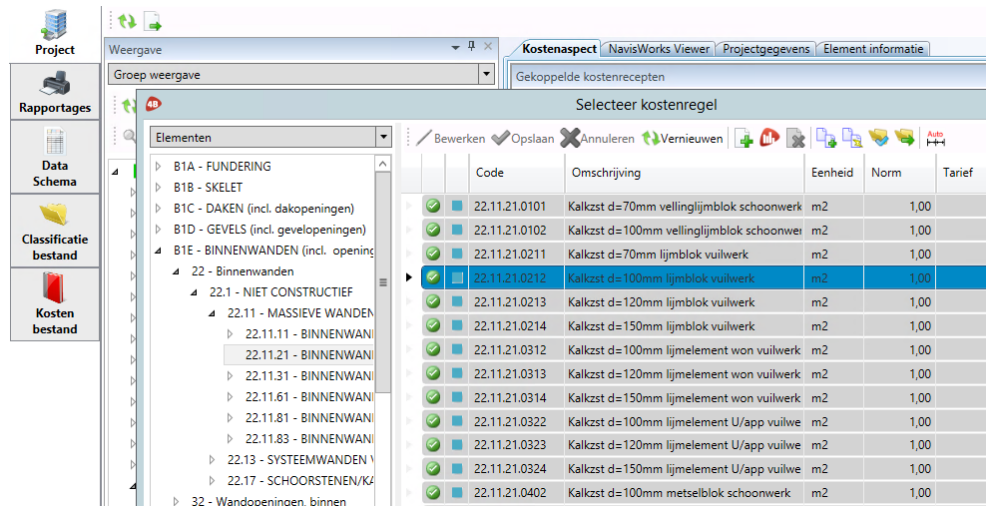 Project
Rapportages
Data
Schema
Classificatie
bestand
Kosten
bestand
Weergave
Groep weergave
Kostenaspect
NavisWorks Viewer
Projectgegevens
Element informatie
Gekoppelde kostenrecepten
4B
Selecteer kostenregel
Elementen
Bewerken
Opslaan
Annuleren
Vernieuwen
Auto
B1A - FUNDERING
B1B - SKELET
B1C - DAKEN (incl. dakopeningen)
B1D - GEVELS (incl. gevelopeningen)
B1E - BINNENWANDEN (incl. opening
22 - Binnenwanden
22.1 - NIET CONSTRUCTIEF
22.11 - MASSIEVE WANDEN
22.11.11 - BINNENWAN
22.11.21 - BINNENWAN
22.11.31 - BINNENWAN
22.11.61 - BINNENWAN
22.11.81 - BINNENWAN
22.11.83 - BINNENWAN
22.13 - SYSTEEMWANDEN
22.17 - SCHOORSTENEN/KA
32 - Wandopeningen, binnen
Code Omschrijving Eenheid Norm Tarief
22.11.21.0101 Kalkzst d=70mm vellinglijmblok schoonwerk m2 1,00
22.11.21.0102 Kalkzst d=100mm vellinglijmblok schoonwer m2 1,00
22.11.21.0211 Kalkzst d=70mm lijmblok vuilwerk m2 1,00
22.11.21.0212 Kalkzst d=100mm lijmblok vuilwerk m2 1,00
22.11.21.0213 Kalkzst d=120mm lijmblok vuilwerk m2 1,00
22.11.21.0214 Kalkzst d=150mm lijmblok vuilwerk m2 1,00
22.11.21.0312 Kalkzst d=100mm lijmelement won vuilwerk m2 1,00
22.11.21.0313 Kalkzst d=120mm lijmelement won vuilwerk m2 1,00
22.11.21.0314 Kalkzst d=150mm lijmelement won vuilwerk m2 1,00
22.11.21.0322 Kalkzst d=100mm lijmelement U/app vuilwe m2 1,00
22.11.21.0323 Kalkzst d=120mm lijmelement U/app vuilwe m2 1,00
22.11.21.0324 Kalkzst d=150mm lijmelement U/app vuilwe m2 1,00
22.11.21.0402 Kalkzst d=100mm metselblok schoonwerk m2 1,00